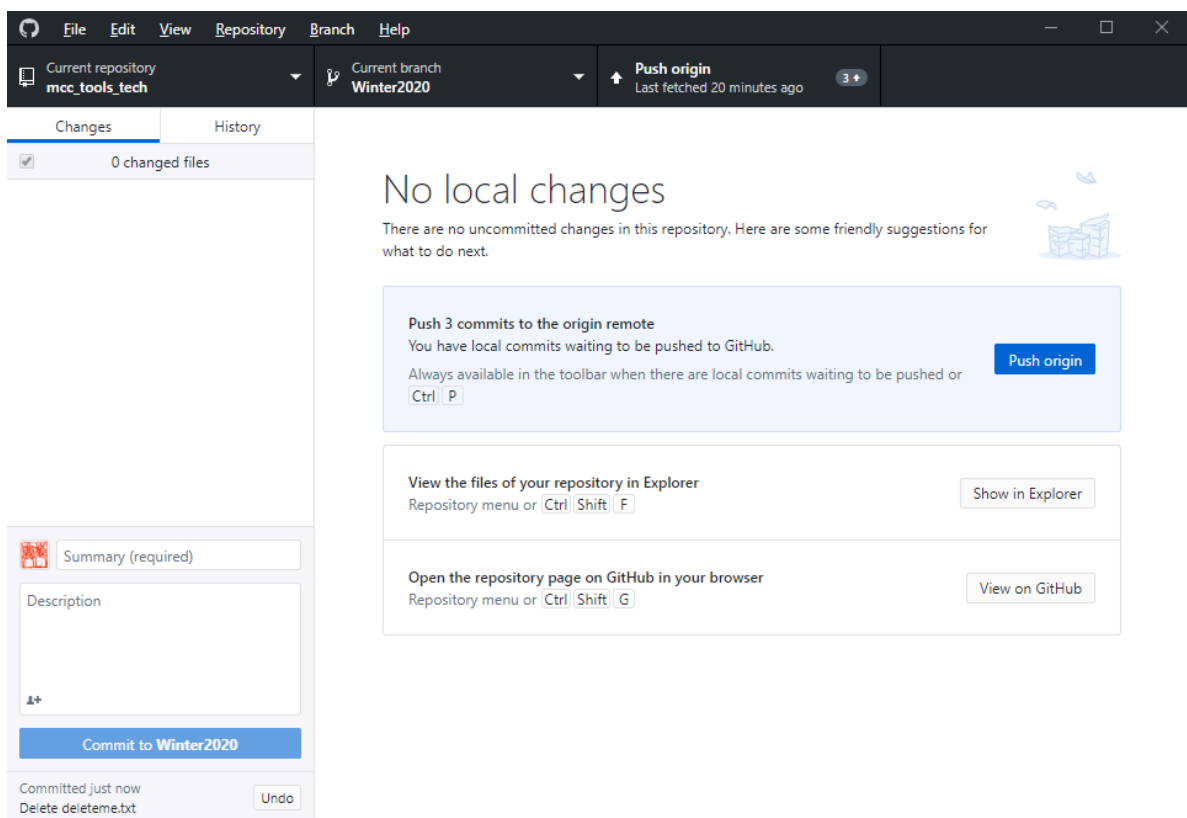 File Edit View Repository Branch Help
Current repository
mcc_tools_tech
Current branch
Winter2020
Push origin
Last fetched 20 minutes ago
3
Changes History
0 changed files
No local changes
There are no uncommitted changes in this repository. Here are some friendly suggestions for
what to do next.
Push 3 commits to the origin remote
You have local commits waiting to be pushed to GitHub.
Always available in the toolbar when there are local commits waiting to be pushed or
Ctrl P
Push origin
View the files of your repository in Explorer
Repository menu or Ctrl Shift F
Show in Explorer
Open the repository page on GitHub in your browser
Repository menu or Ctrl Shift G
View on GitHub
Summary (required)
Description
Commit to Winter2020
Committed just now
Delete deleteme.txt
Undo